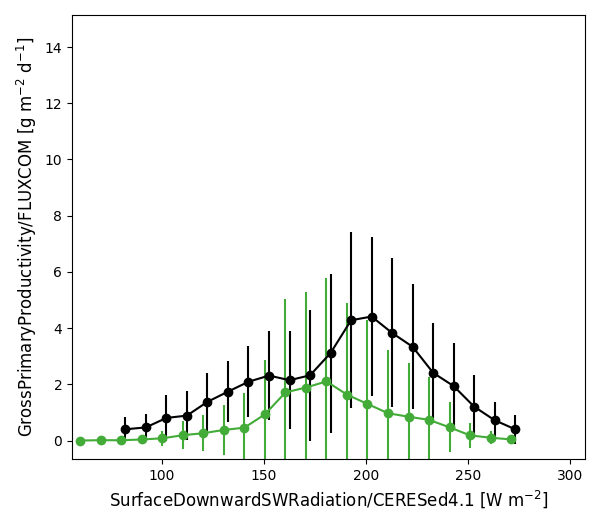 14
12
10
8
6
4
2
0
GrossPrimaryProductivity/FLUXCOM [g m⁻² d⁻¹]
100 150 200 250 300
SurfaceDownwardSWRadiation/CERESed4.1 [W m⁻²]